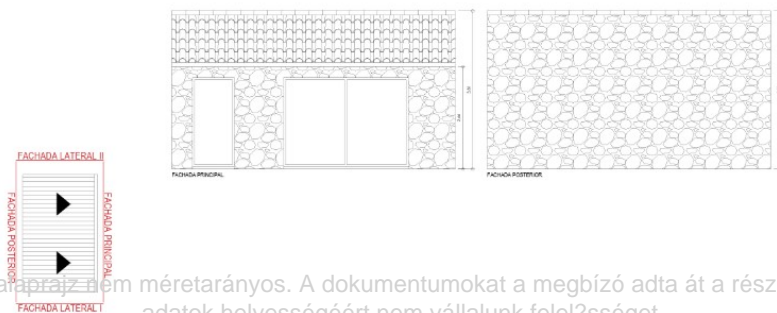 FACHADA PRINCIPAL
FACHADA POSTERIOR
FACHADA LATERAL II
FACHADA POSTERIOR
FACHADA PRINCIPAL
FACHADA LATERAL I
alaprajz nem méretarányos. A dokumentumokat a megbízó adta át a rész
adatok helyességéért nem vállalunk felel?sséget